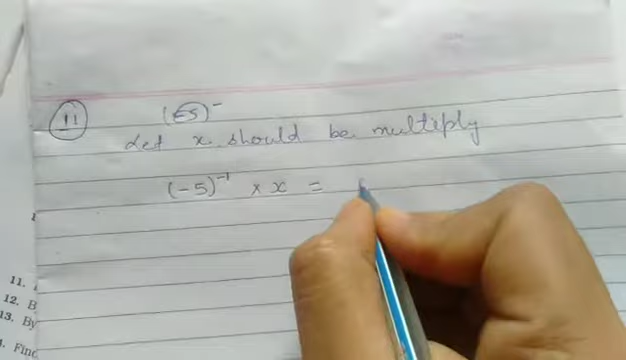 11 (-5)⁻
Let x should be multiply
(-5)⁻¹ × x =
11.
12. B
13. By
Find